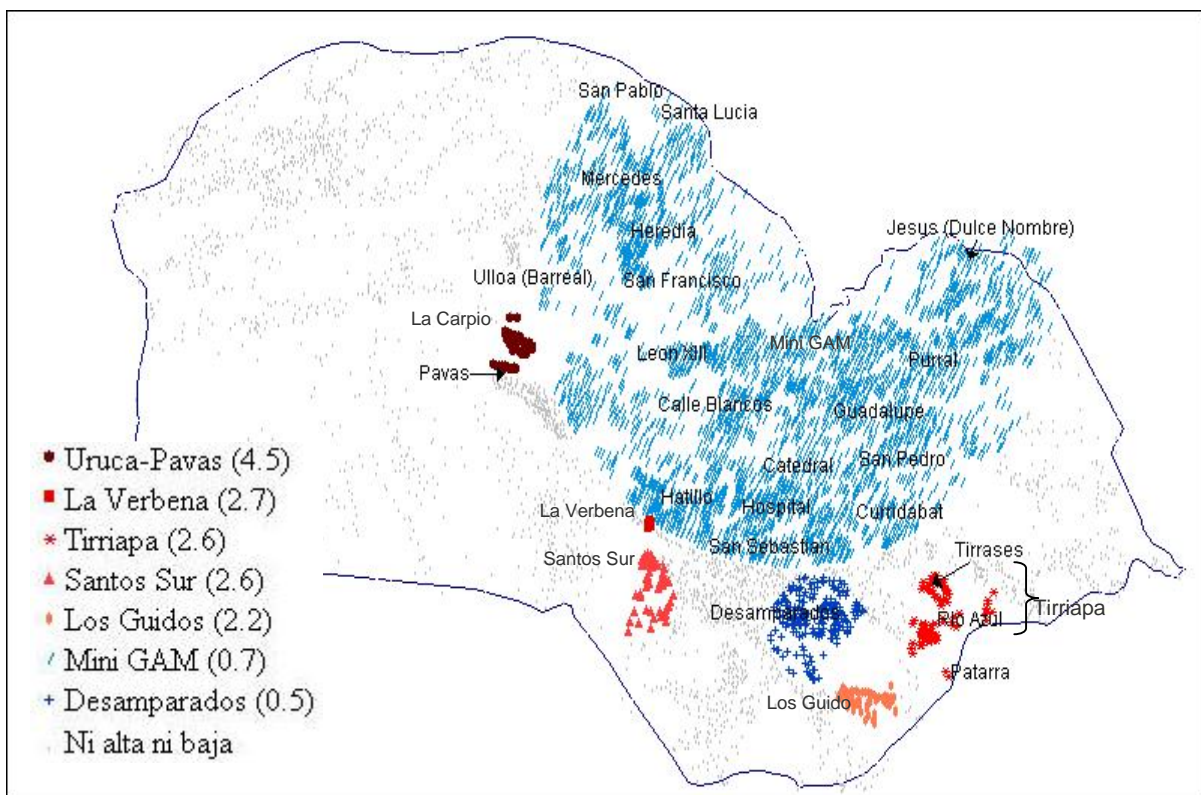 San Pablo
Santa Lucia
Mercedes
Heredia
Jesus (Dulce Nombre)
Ulloa (Barreal)
San Francisco
La Carpio
Leon XIII
Mini GAM
Purral
Pavas
Calle Blancos
Guadalupe
Catedral
San Pedro
Hatillo
Hospital
Curridabat
La Verbena
San Sebastian
Santos Sur
Tirrases
Desamparados
Rio Azul
Tirriapa
Patarra
Los Guido
Uruca-Pavas (4.5)
La Verbena (2.7)
Tirriapa (2.6)
Santos Sur (2.6)
Los Guidos (2.2)
Mini GAM (0.7)
Desamparados (0.5)
Ni alta ni baja